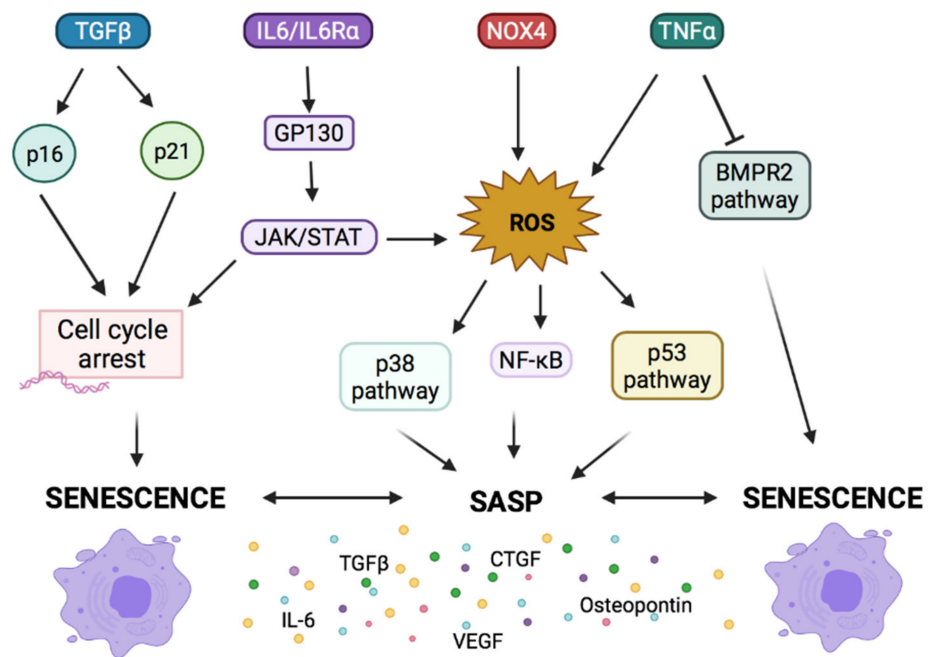 TGFβ
IL6/IL6Rα
NOX4
TNFα
p16
p21
GP130
BMPR2
pathway
ROS
JAK/STAT
Cell cycle
arrest
p38
pathway
NF-κB
p53
pathway
SENESCENCE
SASP
SENESCENCE
TGFβ
CTGF
IL-6
Osteopontin
VEGF